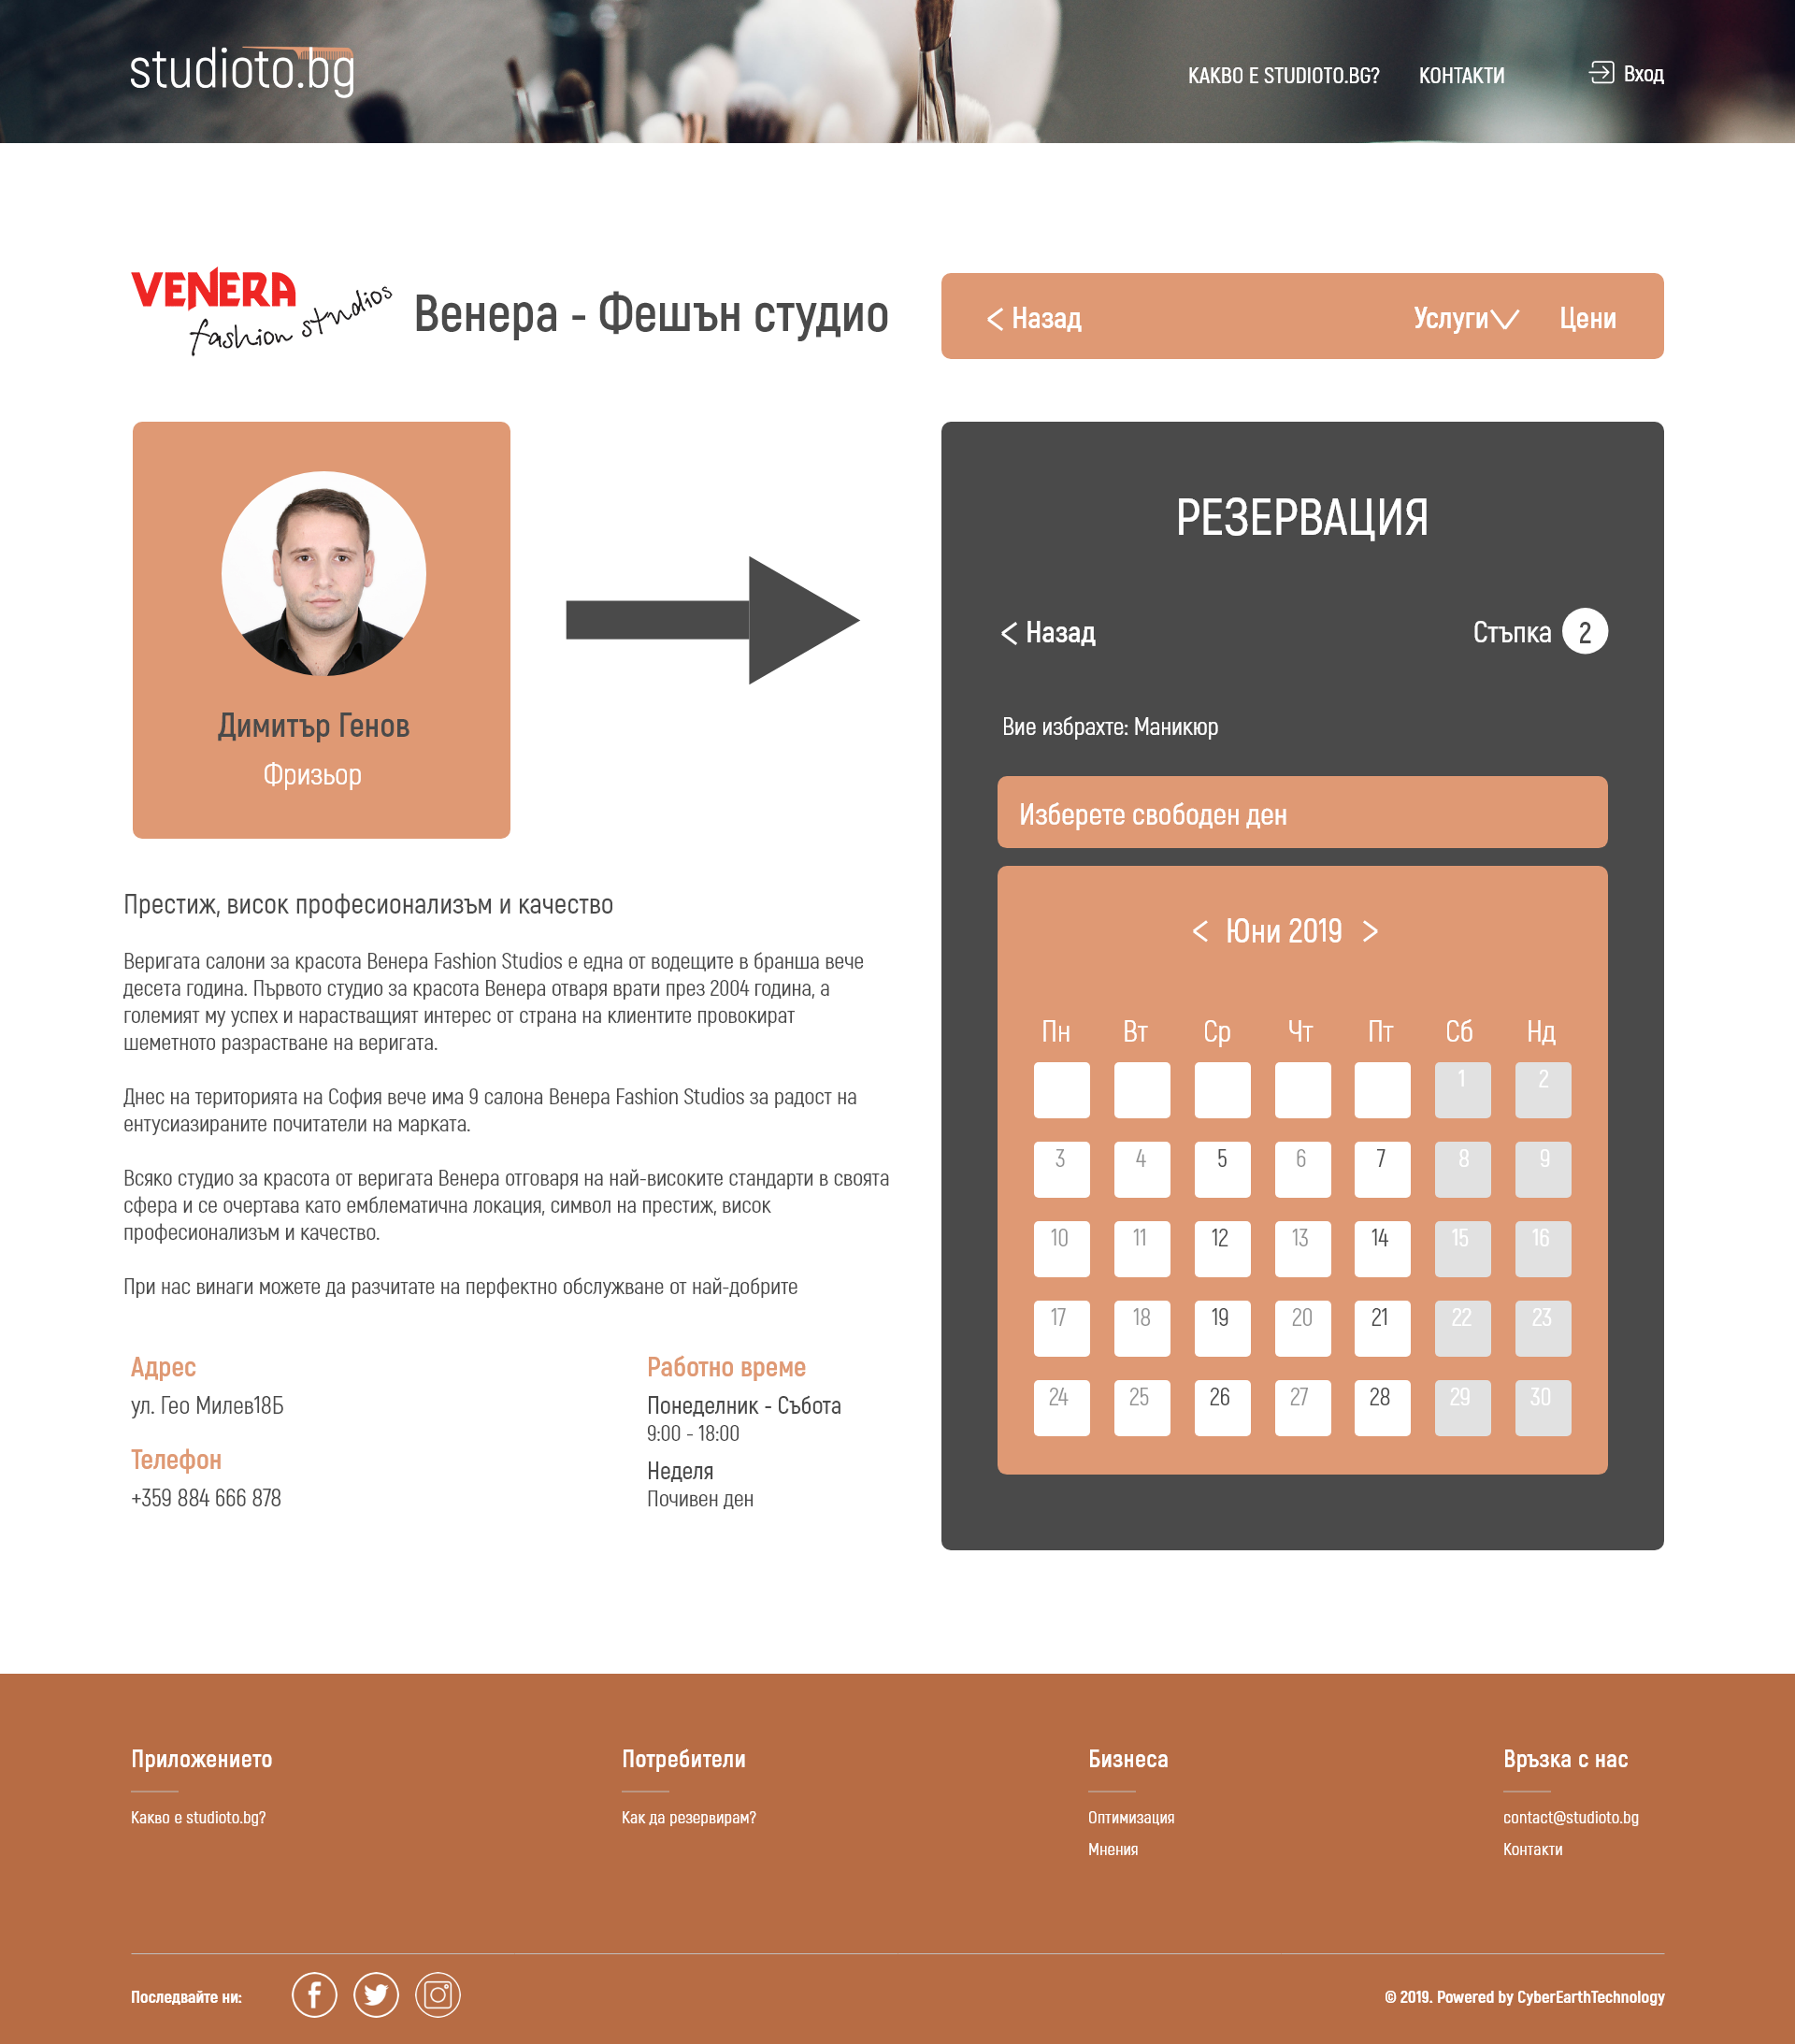 studioto.bg
КАКВО Е STUDIOTO.BG?
КОНТАКТИ
Вход
VENERA
fashion studios
Венера - Фешън студио
Назад
Услуги
Цени
Димитър Генов
Фризьор
Престиж, висок професионализъм и качество
Веригата салони за красота Венера Fashion Studios е една от водещите в бранша вече
десета година. Първото студио за красота Венера отваря врати през 2004 година, а
големият му успех и нарастващият интерес от страна на клиентите провокират
шеметното разрастване на веригата.
Днес на територията на София вече има 9 салона Венера Fashion Studios за радост на
ентусиазираните почитатели на марката.
Всяко студио за красота от веригата Венера отговаря на най-високите стандарти в своята
сфера и се очертава като емблематична локация, символ на престиж, висок
професионализъм и качество.
При нас винаги можете да разчитате на перфектно обслужване от най-добрите
Адрес
ул. Гео Милев18Б
Телефон
+359 884 666 878
Работно време
Понеделник - Събота
9:00 - 18:00
Неделя
Почивен ден
РЕЗЕРВАЦИЯ
Назад
Стъпка 2
Вие избрахте: Маникюр
Изберете свободен ден
< Юни 2019 >
Пн Вт Ср Чт Пт Сб Нд
1 2
3 4 5 6 7 8 9
10 11 12 13 14 15 16
17 18 19 20 21 22 23
24 25 26 27 28 29 30
Приложението
Какво е studioto.bg?
Потребители
Как да резервирам?
Бизнеса
Оптимизация
Мнения
Връзка с нас
contact@studioto.bg
Контакти
Последвайте ни:
© 2019. Powered by CyberEarthTechnology